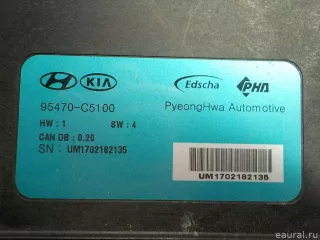 HYUNDAI KIA Edscha PHA
95470-C5100 PyeongHwa Automotive
HW : 1 SW : 4
CAN DB : 0.20
SN : UM1702182135
UM1702182135
eaural.ru